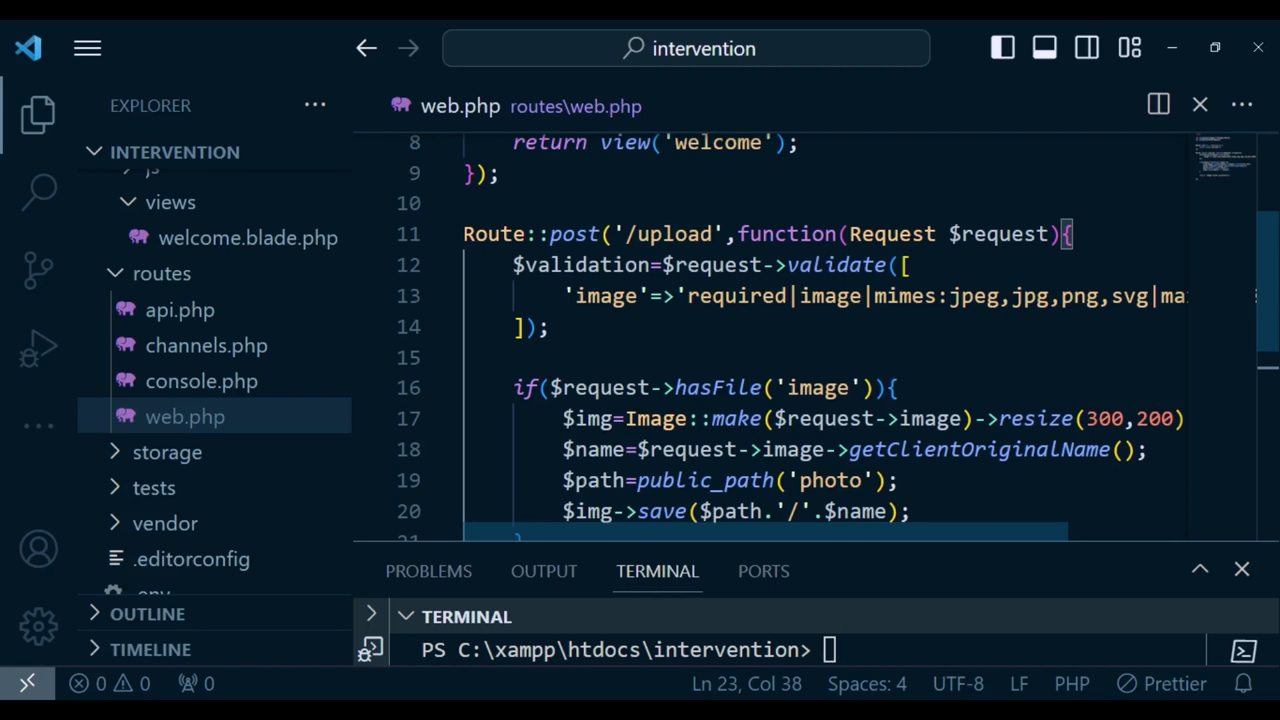 intervention
EXPLORER
INTERVENTION
js
views
welcome.blade.php
routes
api.php
channels.php
console.php
web.php
storage
tests
vendor
.editorconfig
.env
OUTLINE
TIMELINE
web.php routes\web.php
8 return view('welcome');
9 });
10
11 Route::post('/upload',function(Request $request){
12 $validation=$request->validate([
13 'image'=>'required|image|mimes:jpeg,jpg,png,svg|ma
14 ]);
15
16 if($request->hasFile('image')){
17 $img=Image::make($request->image)->resize(300,200)
18 $name=$request->image->getClientOriginalName();
19 $path=public_path('photo');
20 $img->save($path.'/'.$name);
21 }
PROBLEMS OUTPUT TERMINAL PORTS
TERMINAL
PS C:\xampp\htdocs\intervention>
0 0 0 Ln 23, Col 38 Spaces: 4 UTF-8 LF PHP Prettier